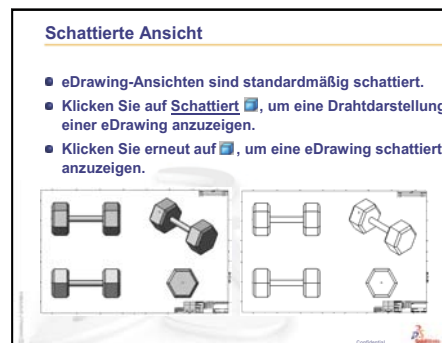 Schattierte Ansicht
eDrawing-Ansichten sind standardmäßig schattiert.
Klicken Sie auf Schattiert , um eine Drahtdarstellung
einer eDrawing anzuzeigen.
Klicken Sie erneut auf , um eine eDrawing schattiert
anzuzeigen.
Confidential